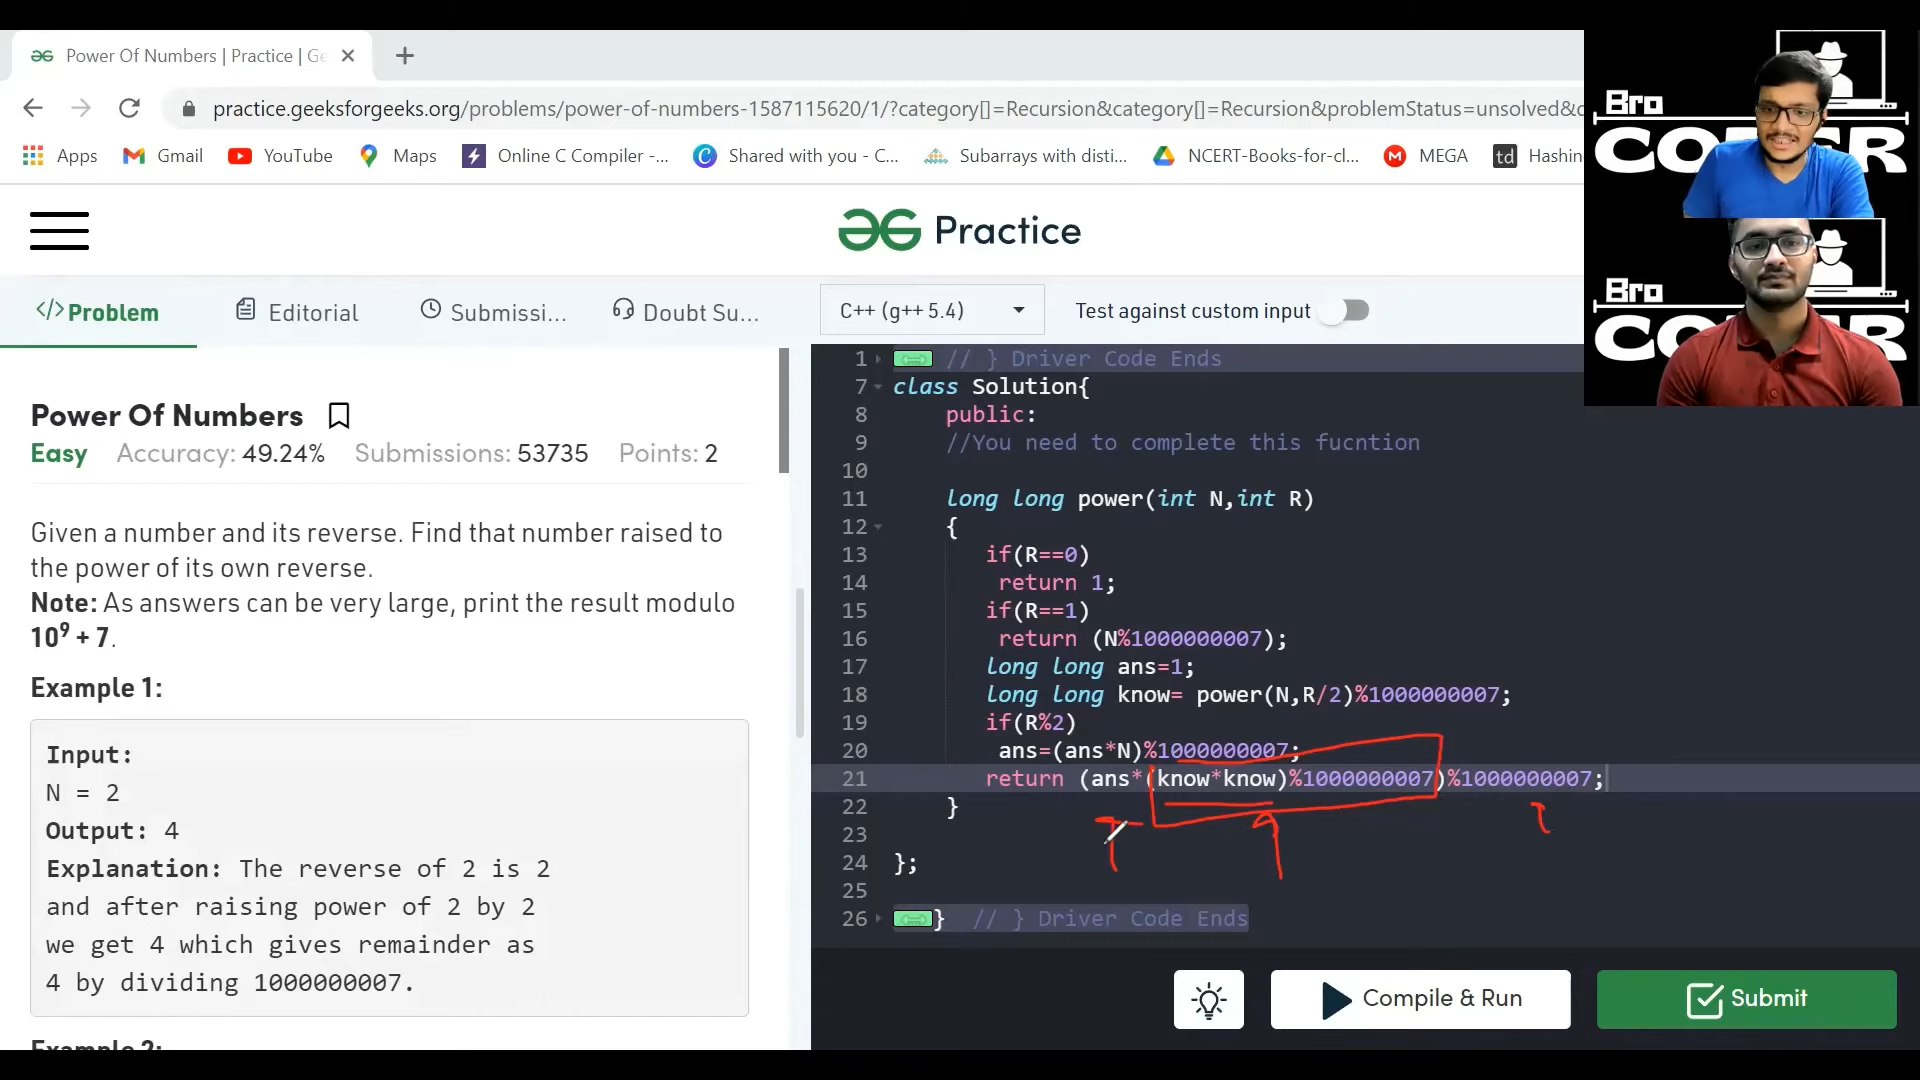 Power Of Numbers | Practice | Ge
practice.geeksforgeeks.org/problems/power-of-numbers-1587115620/1/?category[]=Recursion&category[]=Recursion&problemStatus=unsolved&c
Apps Gmail YouTube Maps Online C Compiler -... Shared with you - C... Subarrays with disti... NCERT-Books-for-cl... MEGA td Hashin
Bro
CODER
Bro
CODER
Practice
</>Problem Editorial Submissi... Doubt Su...
C++ (g++ 5.4) Test against custom input
Power Of Numbers
Easy Accuracy: 49.24% Submissions: 53735 Points: 2
Given a number and its reverse. Find that number raised to
the power of its own reverse.
Note: As answers can be very large, print the result modulo
10⁹ + 7.
Example 1:
Input:
N = 2
Output: 4
Explanation: The reverse of 2 is 2
and after raising power of 2 by 2
we get 4 which gives remainder as
4 by dividing 1000000007.
Example 2:
1 // } Driver Code Ends
7 class Solution{
8 public:
9 //You need to complete this fucntion
10
11 long long power(int N,int R)
12 {
13 if(R==0)
14 return 1;
15 if(R==1)
16 return (N%1000000007);
17 long long ans=1;
18 long long know= power(N,R/2)%1000000007;
19 if(R%2)
20 ans=(ans*N)%1000000007;
21 return (ans*(know*know)%1000000007)%1000000007;
22 }
23
24 };
25
26 } // } Driver Code Ends
Compile & Run
Submit